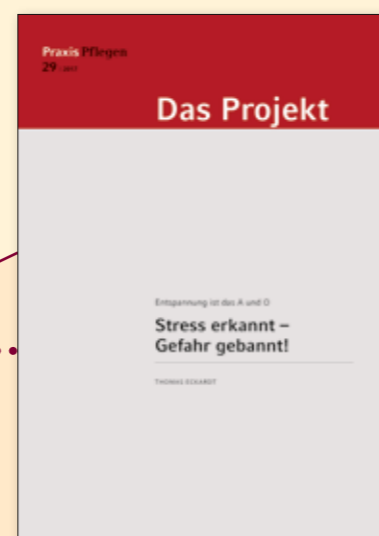 Praxis Pflegen
29
Das Projekt
Entspannung ist das A und O
Stress erkannt –
Gefahr gebannt!
THOMAS ECKARDT